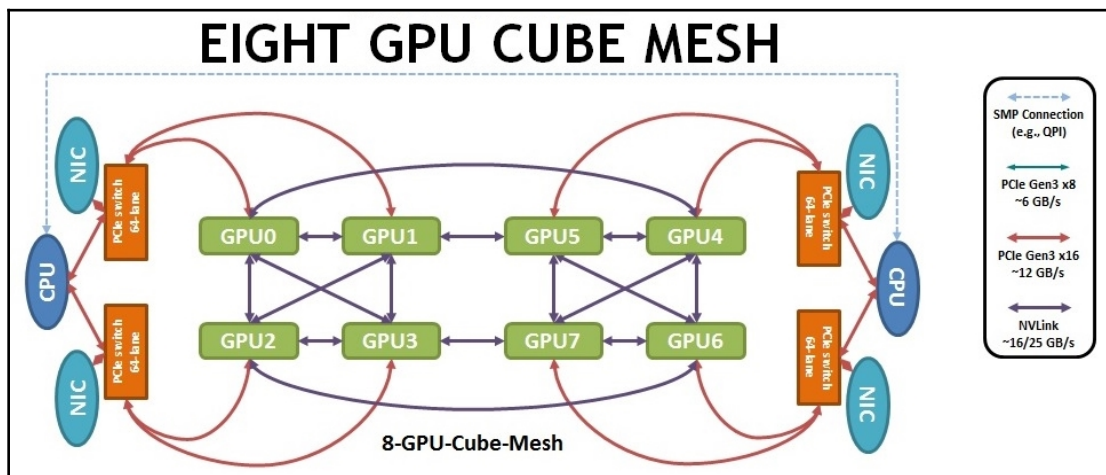 EIGHT GPU CUBE MESH
NIC
PCIe switch
64-lane
CPU
PCIe switch
64-lane
NIC
GPU0
GPU1
GPU5
GPU4
GPU2
GPU3
GPU7
GPU6
8-GPU-Cube-Mesh
PCIe switch
64-lane
NIC
CPU
PCIe switch
64-lane
NIC
SMP Connection
(e.g., QPI)
PCIe Gen3 x8
~6 GB/s
PCIe Gen3 x16
~12 GB/s
NVLink
~16/25 GB/s